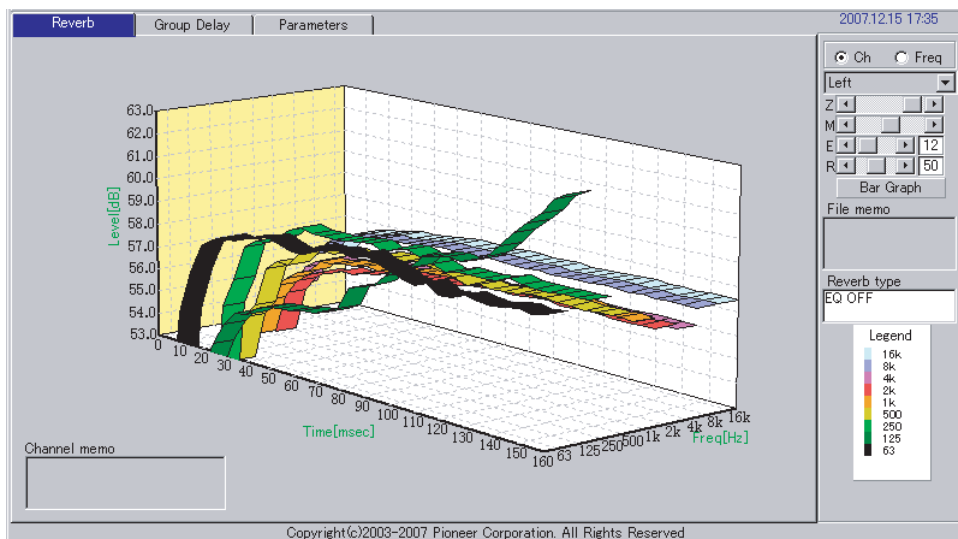 Reverb
Group Delay
Parameters
2007.12.15 17:35
Ch
Freq
Left
Z
M
E
12
R
50
Bar Graph
File memo
Reverb type
EQ OFF
Legend
16k
8k
4k
2k
1k
500
250
125
63
Level[dB]
63.0
62.0
61.0
60.0
59.0
58.0
57.0
56.0
55.0
54.0
53.0
0
10
20
30
40
50
60
70
80
90
100
110
120
130
140
150
160
Time[msec]
63
125
250
500
1k
2k
4k
8k
16k
Freq[Hz]
Channel memo
Copyright(c)2003-2007 Pioneer Corporation. All Rights Reserved